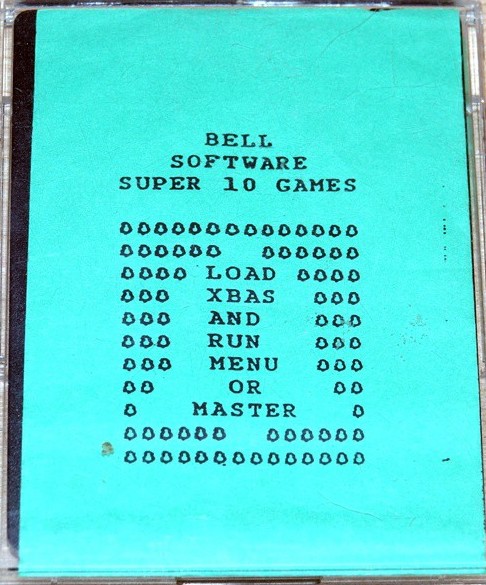 BELL
SOFTWARE
SUPER 10 GAMES
LOAD
XBAS
AND
RUN
MENU
OR
MASTER